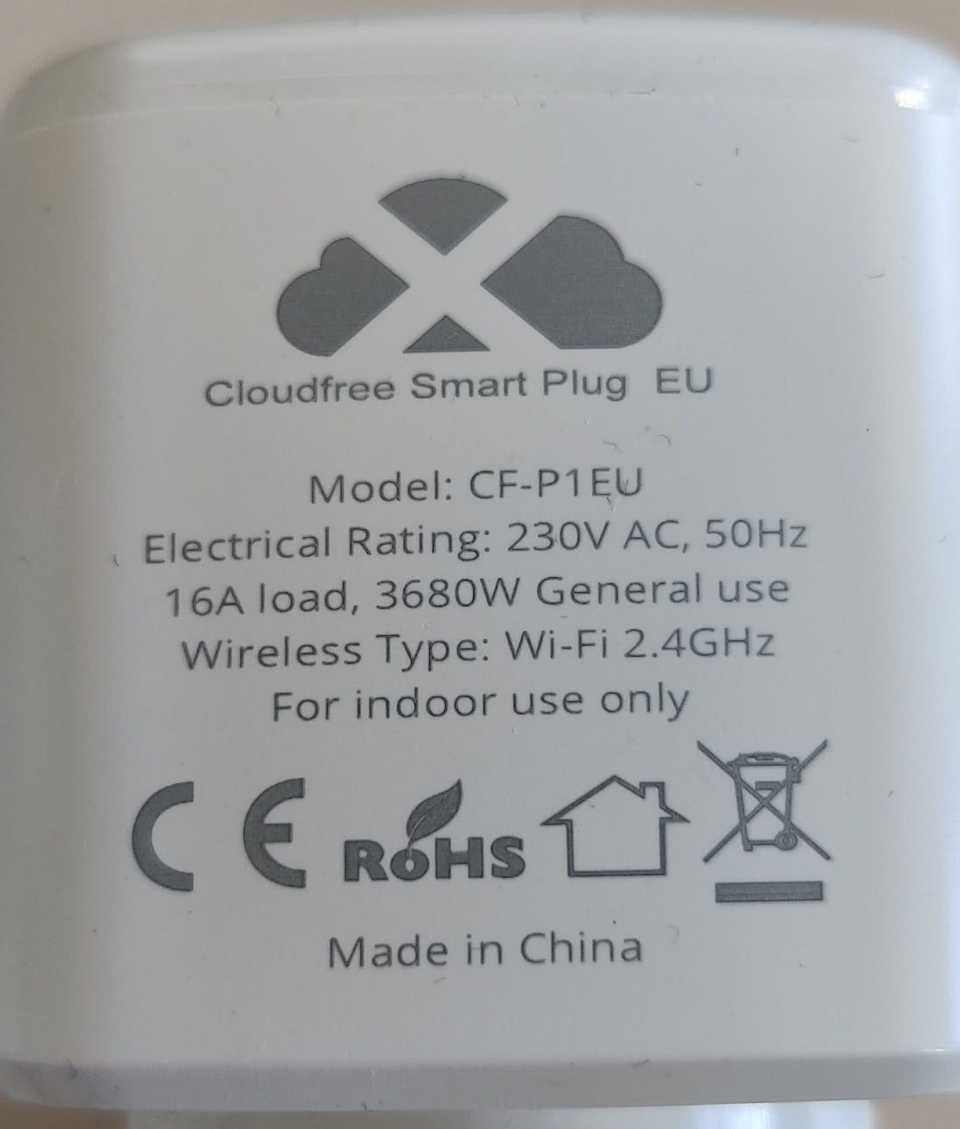 Cloudfree Smart Plug EU
Model: CF-P1EU
Electrical Rating: 230V AC, 50Hz
16A load, 3680W General use
Wireless Type: Wi-Fi 2.4GHz
For indoor use only
CE RoHS
Made in China